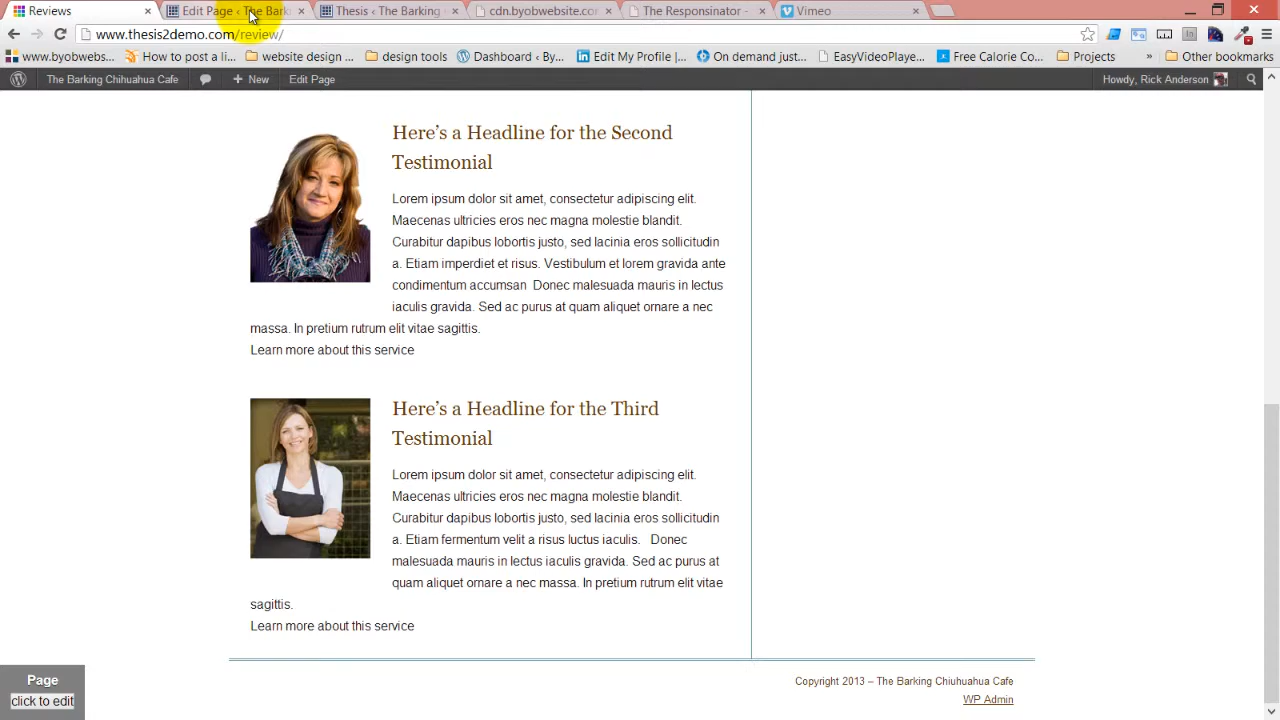 Reviews
Edit Page ‹ The Bark
Thesis ‹ The Barking
cdn.byobwebsite.com
The Responsinator -
Vimeo
www.thesis2demo.com/review/
www.byobwebs...
How to post a li...
website design ...
design tools
Dashboard ‹ By...
Edit My Profile |...
On demand just...
EasyVideoPlaye...
Free Calorie Co...
Projects
»
Other bookmarks
The Barking Chihuahua Cafe
+ New
Edit Page
Howdy, Rick Anderson
Here’s a Headline for the Second
Testimonial
Lorem ipsum dolor sit amet, consectetur adipiscing elit.
Maecenas ultricies eros nec magna molestie blandit.
Curabitur dapibus lobortis justo, sed lacinia eros sollicitudin
a. Etiam imperdiet et risus. Vestibulum et lorem gravida ante
condimentum accumsan  Donec malesuada mauris in lectus
iaculis gravida. Sed ac purus at quam aliquet ornare a nec
massa. In pretium rutrum elit vitae sagittis.
Learn more about this service
Here’s a Headline for the Third
Testimonial
Lorem ipsum dolor sit amet, consectetur adipiscing elit.
Maecenas ultricies eros nec magna molestie blandit.
Curabitur dapibus lobortis justo, sed lacinia eros sollicitudin
a. Etiam fermentum velit a risus luctus iaculis.   Donec
malesuada mauris in lectus iaculis gravida. Sed ac purus at
quam aliquet ornare a nec massa. In pretium rutrum elit vitae
sagittis.
Learn more about this service
Copyright 2013 – The Barking Chiuhuahua Cafe
WP Admin
Page
click to edit